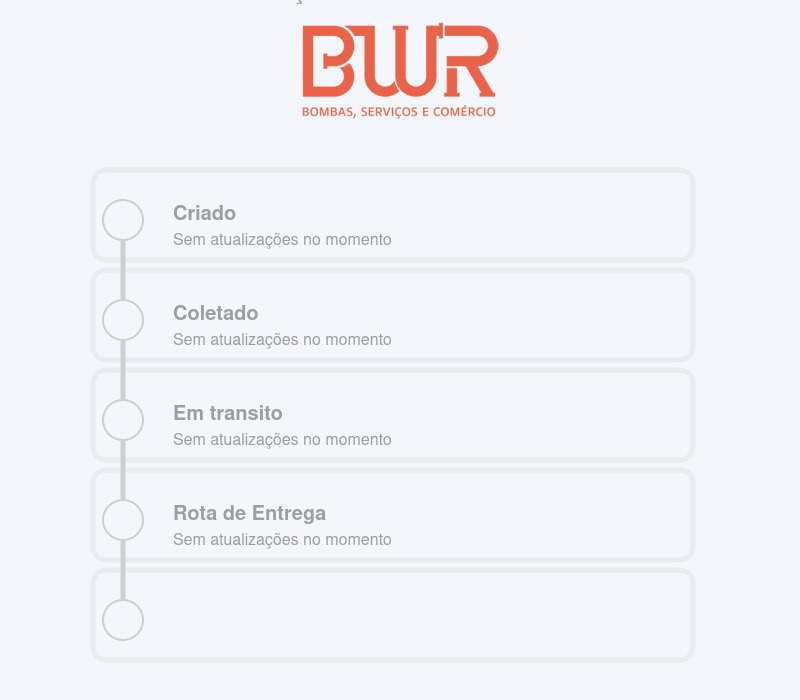 BWR
BOMBAS, SERVIÇOS E COMÉRCIO
Criado
Sem atualizações no momento
Coletado
Sem atualizações no momento
Em transito
Sem atualizações no momento
Rota de Entrega
Sem atualizações no momento